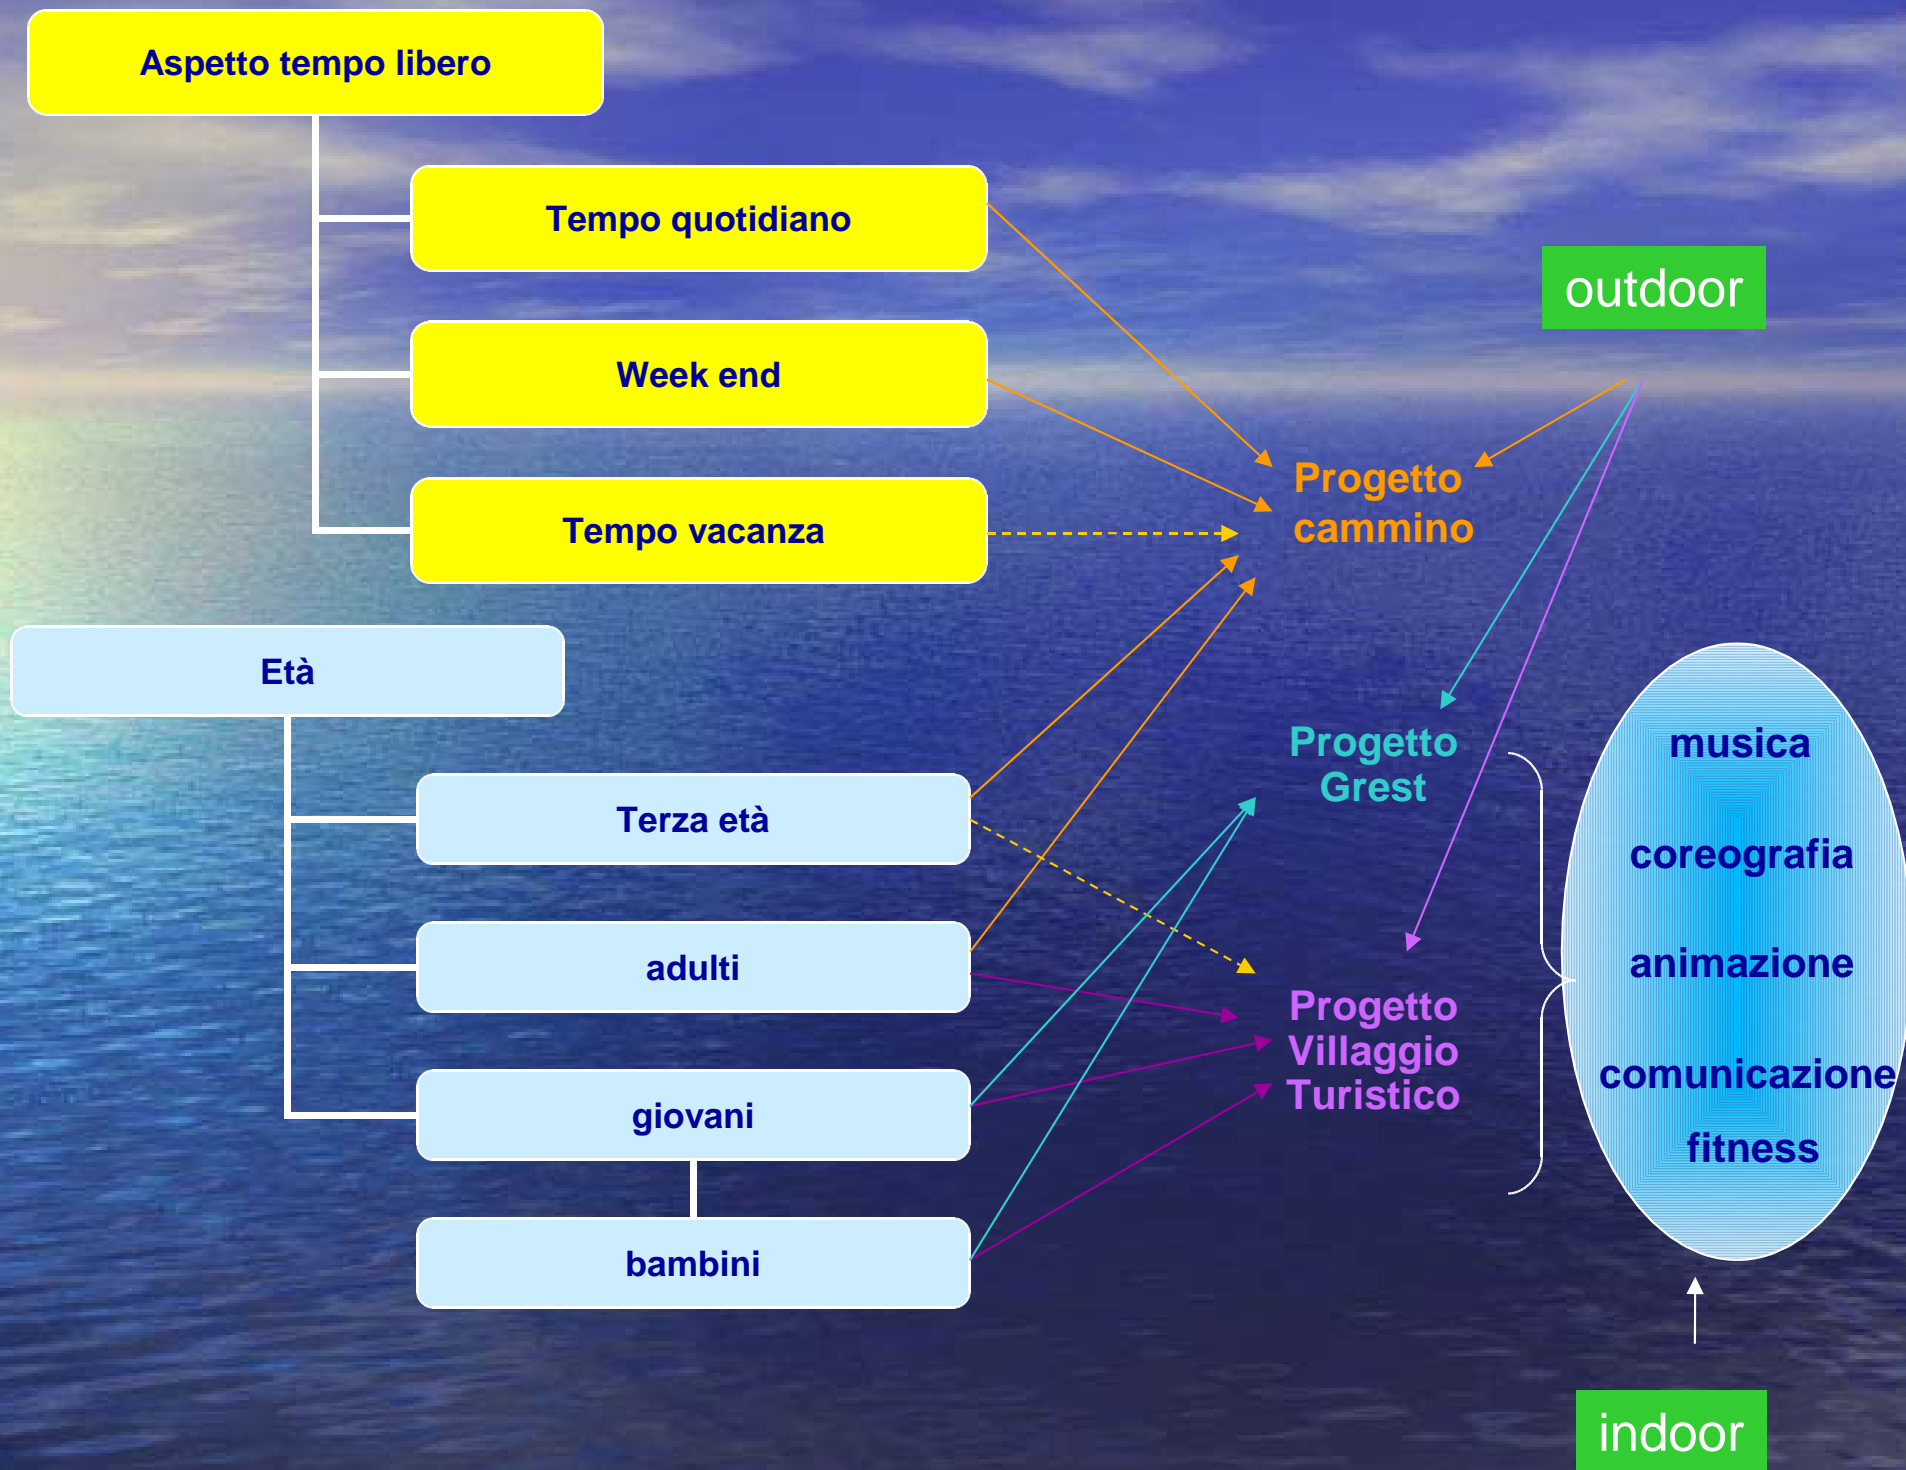 Aspetto tempo libero
Tempo quotidiano
Week end
Tempo vacanza
Età
Terza età
adulti
giovani
bambini
outdoor
Progetto
cammino
Progetto
Grest
Progetto
Villaggio
Turistico
musica
coreografia
animazione
comunicazione
fitness
indoor